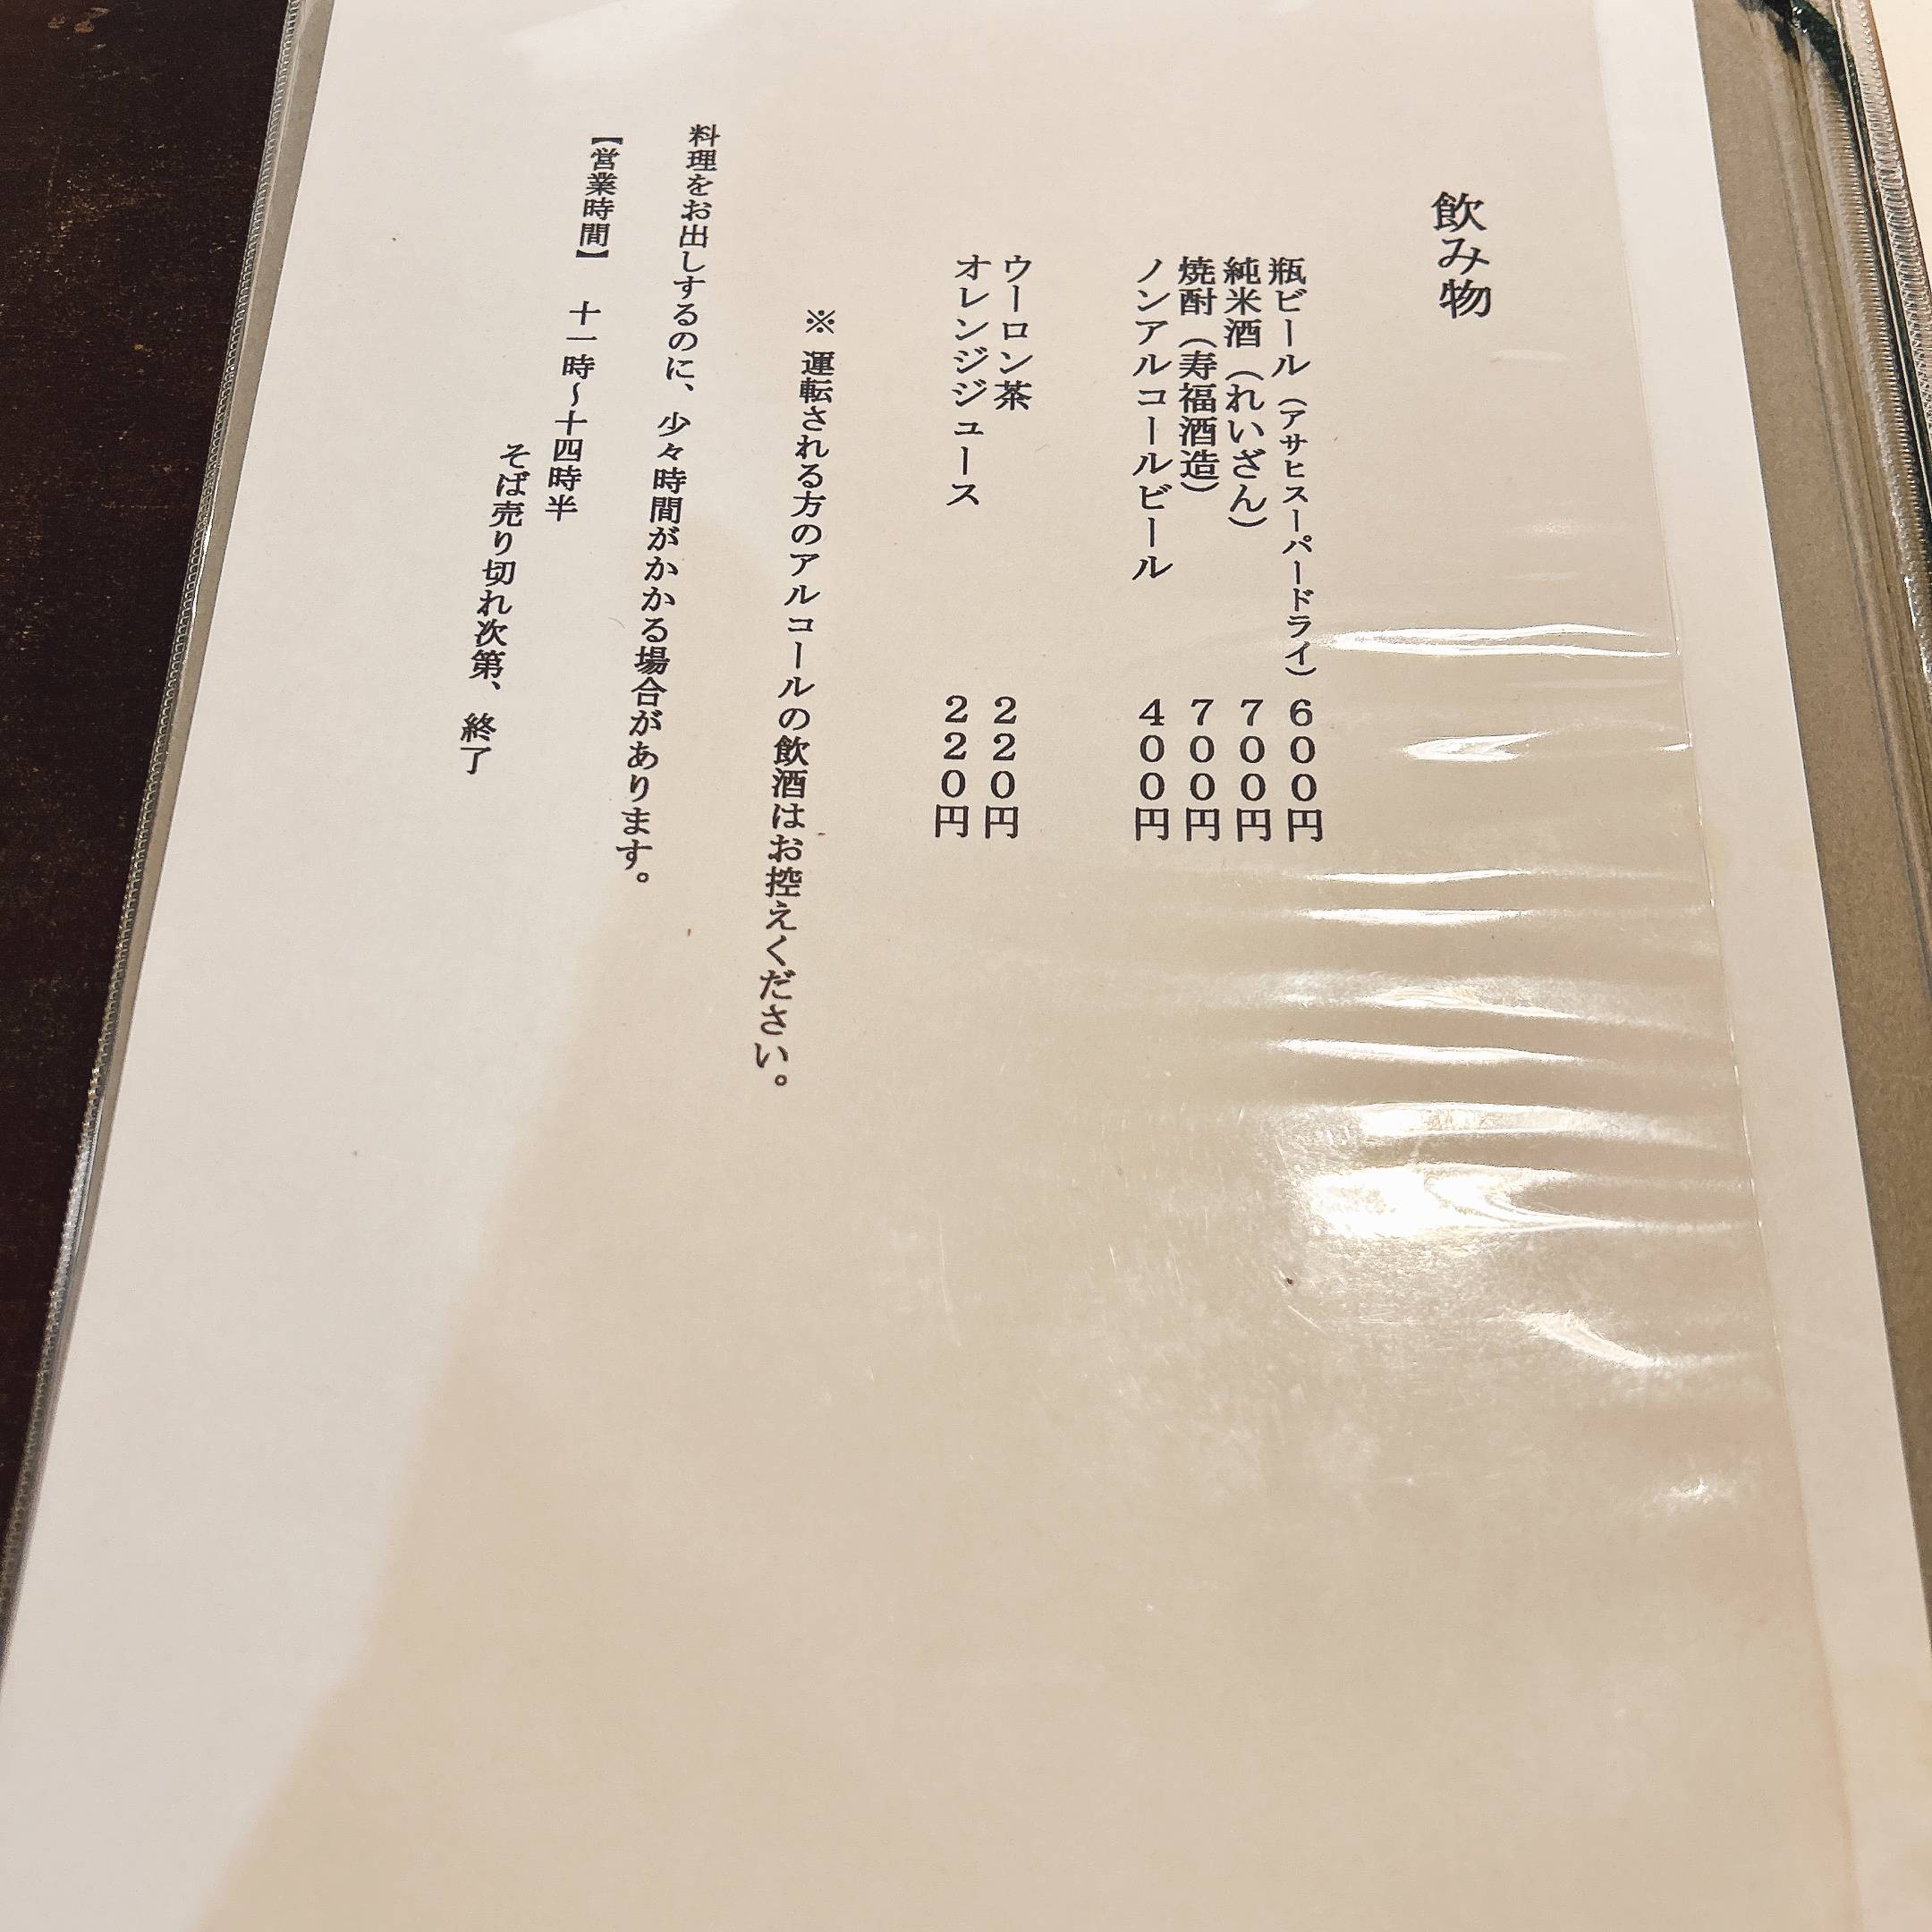 飲み物
瓶ビール（アサヒスーパードライ）６００円
純米酒（れいざん）７００円
焼酎（寿福酒造）７００円
ノンアルコールビール ４００円
ウーロン茶 ２２０円
オレンジジュース ２２０円
※ 運転される方のアルコールの飲酒はお控えください。
料理をお出しするのに、少々時間がかかる場合があります。
【営業時間】 十一時～十四時半
そば売り切れ次第、終了